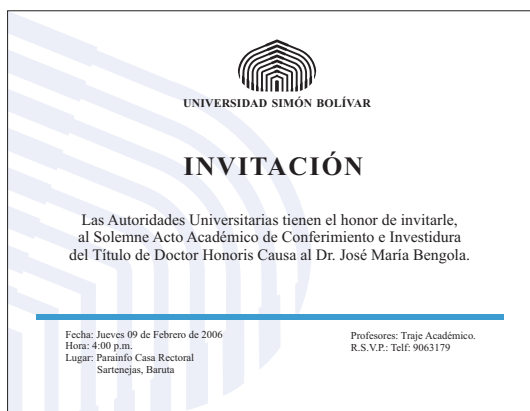 UNIVERSIDAD SIMÓN BOLÍVAR
INVITACIÓN
Las Autoridades Universitarias tienen el honor de invitarle,
al Solemne Acto Académico de Conferimiento e Investidura
del Título de Doctor Honoris Causa al Dr. José María Bengola.
Fecha: Jueves 09 de Febrero de 2006
Hora: 4:00 p.m.
Lugar: Parainfo Casa Rectoral
Sartenejas, Baruta
Profesores: Traje Académico.
R.S.V.P.: Telf: 9063179